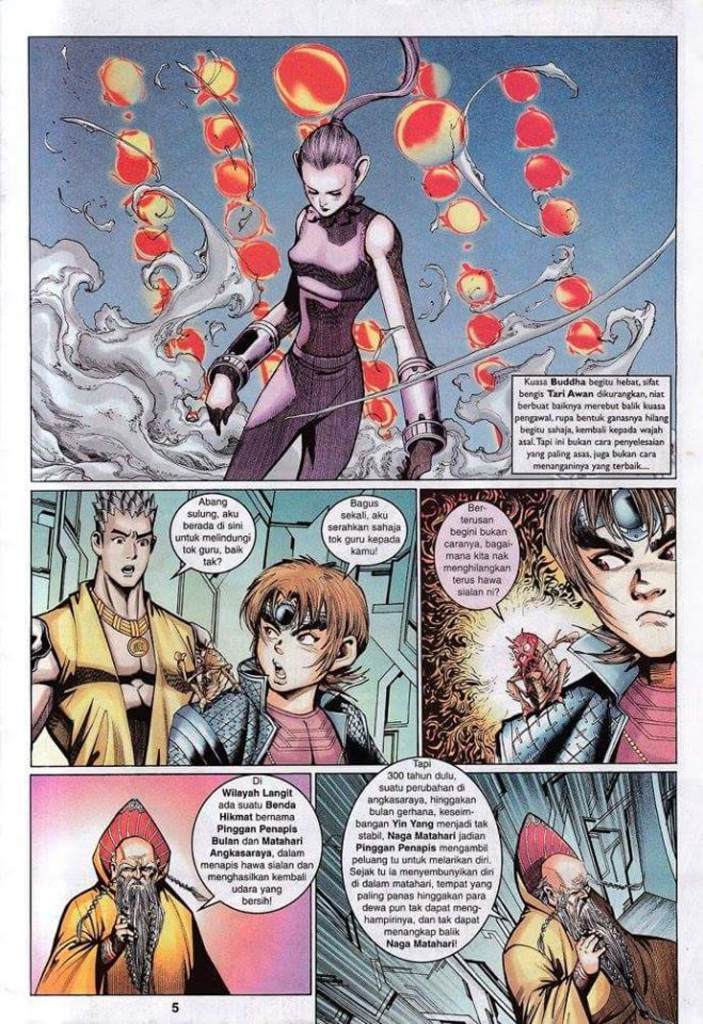 Kuasa Buddha begitu hebat, sifat
bengis Tari Awan dikurangkan, niat
berbuat baiknya merebut balik kuasa
pengawal, rupa bentuk ganasnya hilang
begitu sahaja, kembali kepada wajah
asal. Tapi ini bukan cara penyelesaian
yang paling asas, juga bukan cara
menanganinya yang terbaik....
Abang
sulung, aku
berada di sini
untuk melindungi
tok guru, baik
tak?
Bagus
sekali, aku
serahkan sahaja
tok guru kepada
kamu!
Ber-
terusan
begini bukan
caranya, bagai-
mana kita nak
menghilangkan
terus hawa
sialan ni?
Di
Wilayah Langit
ada suatu Benda
Hikmat bernama
Pinggan Penapis
Bulan dan Matahari
Angkasaraya, dalam
menapis hawa sialan dan
menghasilkan kembali
udara yang
bersih!
Tapi
300 tahun dulu,
suatu perubahan di
angkasaraya, hinggakan
bulan gerhana, keseim-
bangan Yin Yang menjadi tak
stabil, Naga Matahari jadian
Pinggan Penapis mengambil
peluang tu untuk melarikan diri.
Sejak tu ia menyembunyikan diri
di dalam matahari, tempat yang
paling panas hinggakan para
dewa pun tak dapat meng-
hampirinya, dan tak dapat
menangkap balik
Naga Matahari!
5